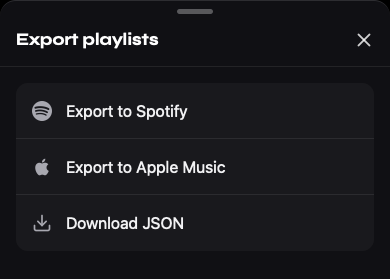 Export playlists
Export to Spotify
Export to Apple Music
Download JSON